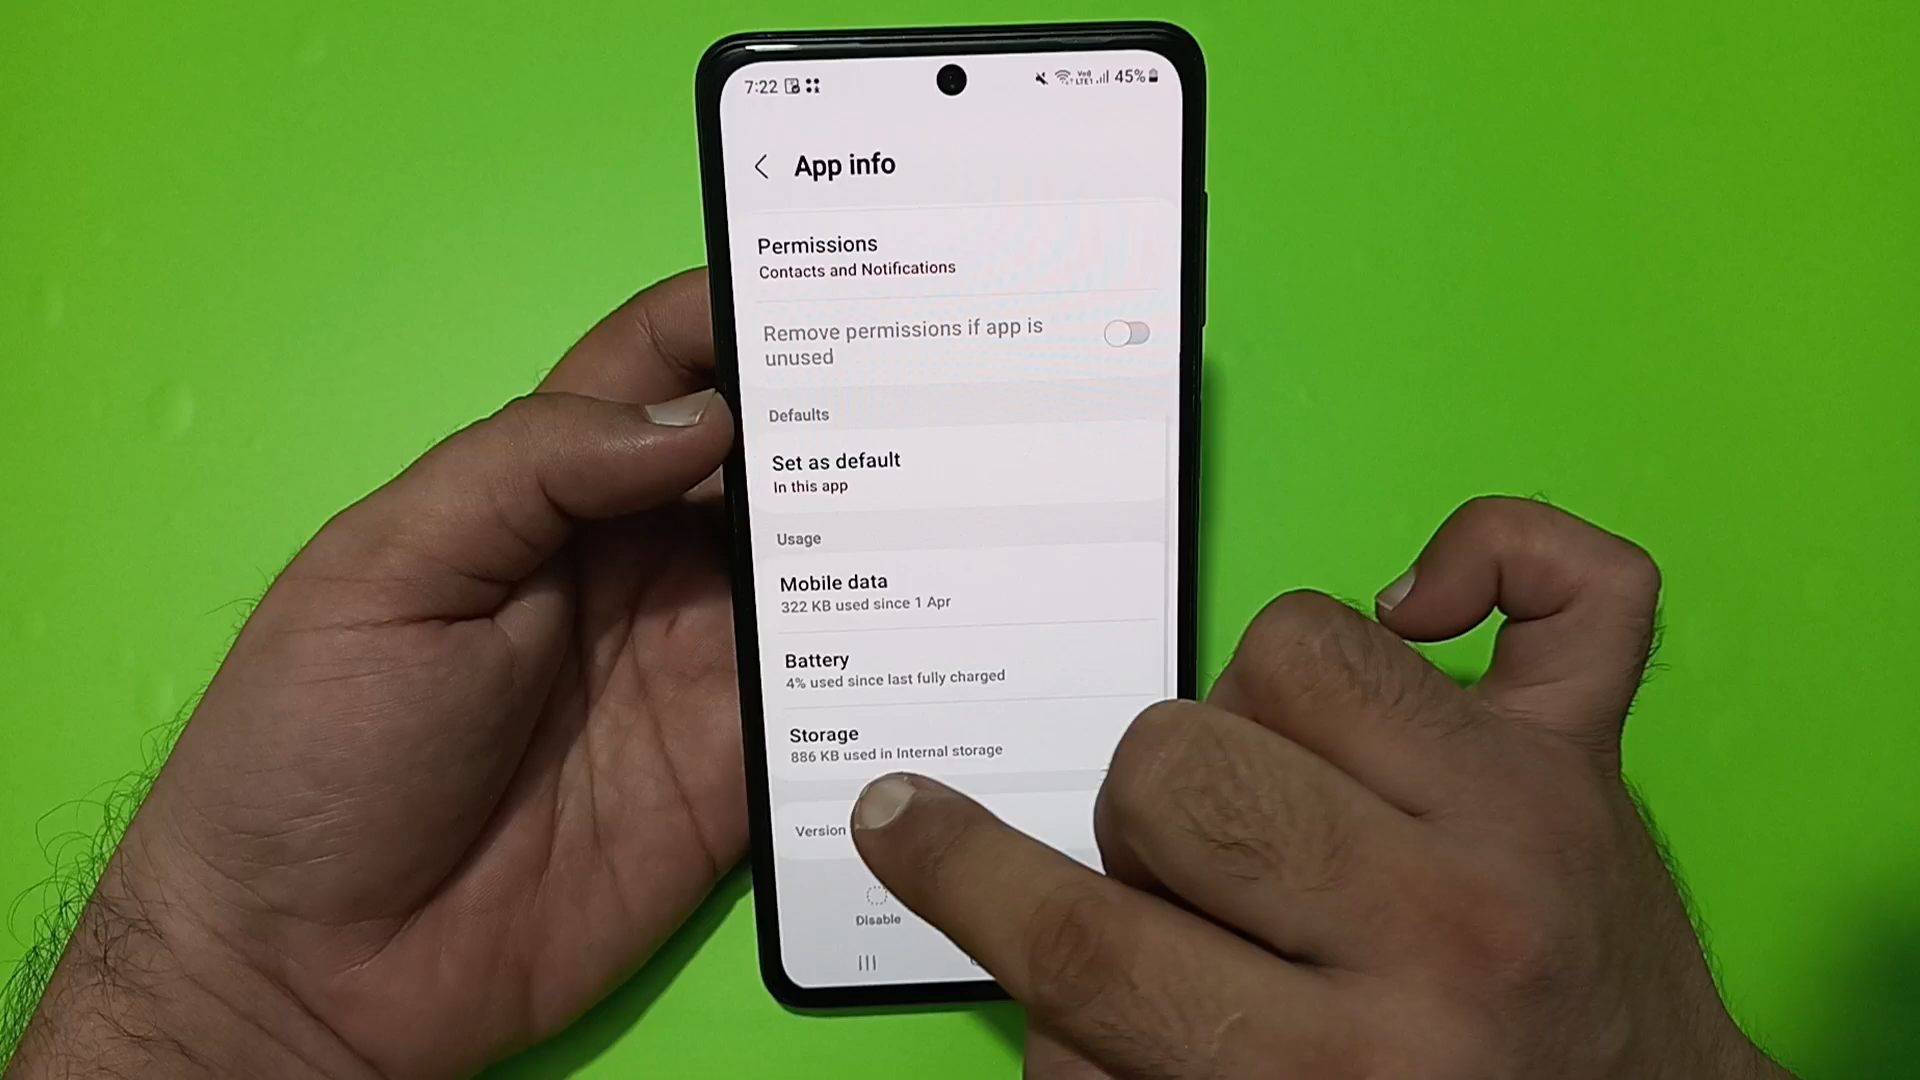 7:22 45%
App info
Permissions
Contacts and Notifications
Remove permissions if app is
unused
Defaults
Set as default
In this app
Usage
Mobile data
322 KB used since 1 Apr
Battery
4% used since last fully charged
Storage
886 KB used in Internal storage
Version
Disable